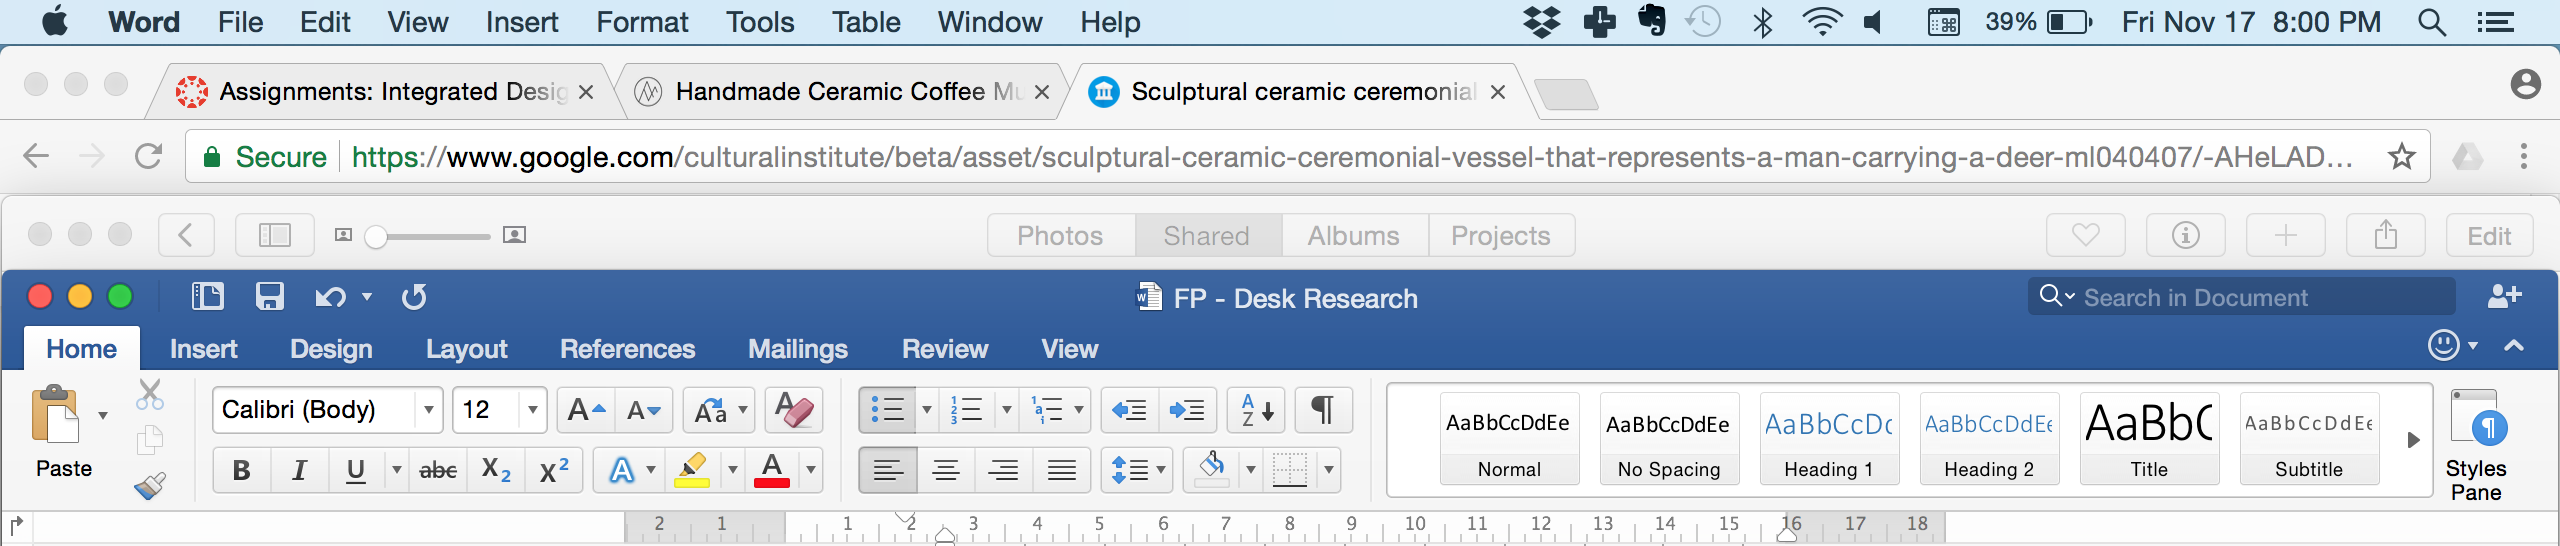 Word File Edit View Insert Format Tools Table Window Help 39% Fri Nov 17 8:00 PM
Assignments: Integrated Desig Handmade Ceramic Coffee Mu Sculptural ceramic ceremonial
Secure https://www.google.com/culturalinstitute/beta/asset/sculptural-ceramic-ceremonial-vessel-that-represents-a-man-carrying-a-deer-ml040407/-AHeLAD...
Photos Shared Albums Projects Edit
FP - Desk Research Search in Document
Home Insert Design Layout References Mailings Review View
Calibri (Body) 12 A A Aa A AaBbCcDdEe AaBbCcDdEe AaBbCcDc AaBbCcDdEe AaBbC AaBbCcDdEe
Paste B I U abc X2 X2 A A Normal No Spacing Heading 1 Heading 2 Title Subtitle Styles Pane
2 1 1 2 3 4 5 6 7 8 9 10 11 12 13 14 15 16 17 18